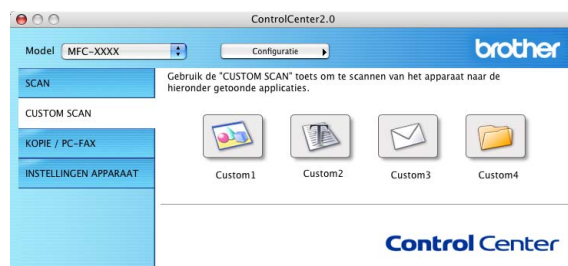 ControlCenter2.0
Model MFC-XXXX Configuratie brother
SCAN
CUSTOM SCAN
KOPIE / PC-FAX
INSTELLINGEN APPARAAT
Gebruik de "CUSTOM SCAN" toets om te scannen van het apparaat naar de
hieronder getoonde applicaties.
Custom1 Custom2 Custom3 Custom4
Control Center